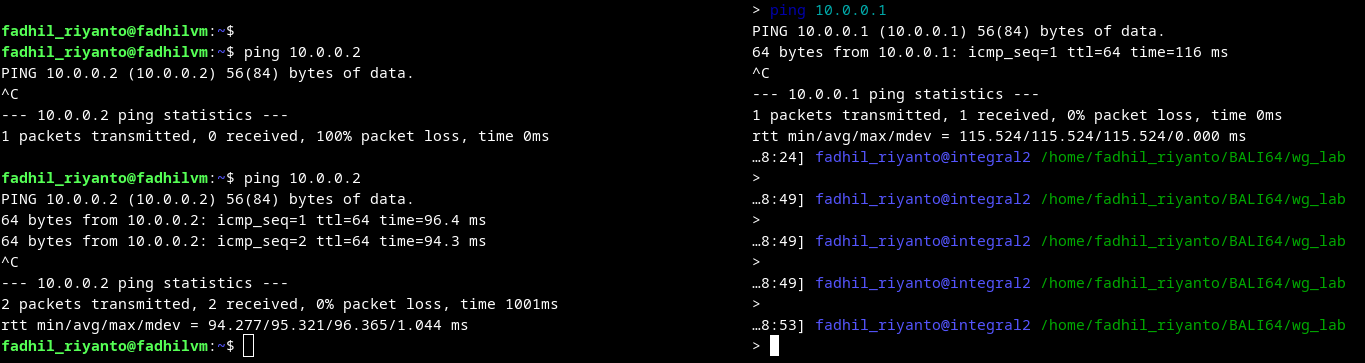 fadhil_riyanto@fadhilvm:~$
fadhil_riyanto@fadhilvm:~$ ping 10.0.0.2
PING 10.0.0.2 (10.0.0.2) 56(84) bytes of data.
^C
--- 10.0.0.2 ping statistics ---
1 packets transmitted, 0 received, 100% packet loss, time 0ms
fadhil_riyanto@fadhilvm:~$ ping 10.0.0.2
PING 10.0.0.2 (10.0.0.2) 56(84) bytes of data.
64 bytes from 10.0.0.2: icmp_seq=1 ttl=64 time=96.4 ms
64 bytes from 10.0.0.2: icmp_seq=2 ttl=64 time=94.3 ms
^C
--- 10.0.0.2 ping statistics ---
2 packets transmitted, 2 received, 0% packet loss, time 1001ms
rtt min/avg/max/mdev = 94.277/95.321/96.365/1.044 ms
fadhil_riyanto@fadhilvm:~$
> ping 10.0.0.1
PING 10.0.0.1 (10.0.0.1) 56(84) bytes of data.
64 bytes from 10.0.0.1: icmp_seq=1 ttl=64 time=116 ms
^C
--- 10.0.0.1 ping statistics ---
1 packets transmitted, 1 received, 0% packet loss, time 0ms
rtt min/avg/max/mdev = 115.524/115.524/115.524/0.000 ms
…8:24] fadhil_riyanto@integral2 /home/fadhil_riyanto/BALI64/wg_lab
>
…8:49] fadhil_riyanto@integral2 /home/fadhil_riyanto/BALI64/wg_lab
>
…8:49] fadhil_riyanto@integral2 /home/fadhil_riyanto/BALI64/wg_lab
>
…8:49] fadhil_riyanto@integral2 /home/fadhil_riyanto/BALI64/wg_lab
>
…8:53] fadhil_riyanto@integral2 /home/fadhil_riyanto/BALI64/wg_lab
>